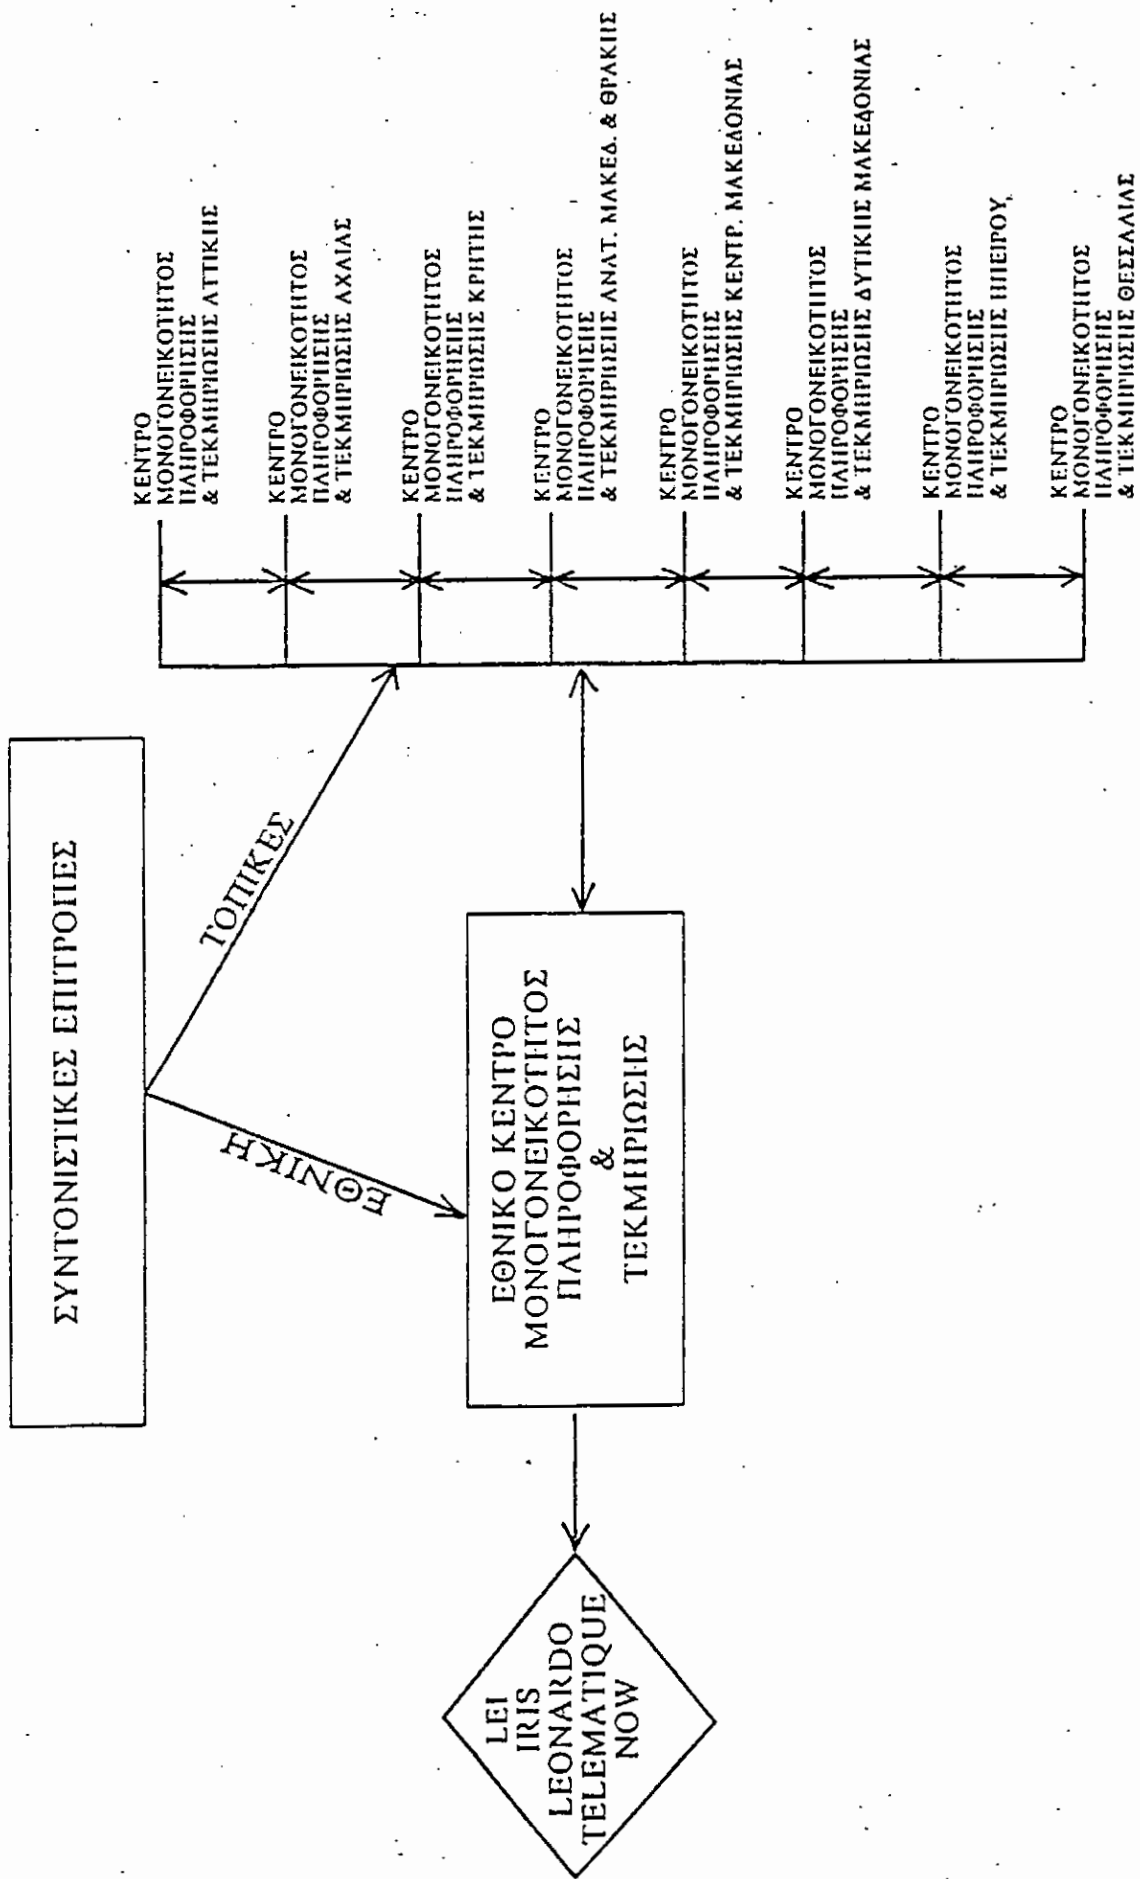 ΣΥΝΤΟΝΙΣΤΙΚΕΣ ΕΠΙΤΡΟΠΕΣ
ΕΘΝΙΚΗ
ΤΟΠΙΚΕΣ
LEI
IRIS
LEONARDO
TELEMATIQUE
NOW
ΕΘΝΙΚΟ ΚΕΝΤΡΟ
ΜΟΝΟΓΟΝΕΙΚΟΤΗΤΟΣ
ΠΛΗΡΟΦΟΡΗΣΗΣ
&
ΤΕΚΜΗΡΙΩΣΗΣ
ΚΕΝΤΡΟ
ΜΟΝΟΓΟΝΕΙΚΟΤΗΤΟΣ
ΠΛΗΡΟΦΟΡΗΣΗΣ
& ΤΕΚΜΗΡΙΩΣΗΣ ΑΤΤΙΚΗΣ
ΚΕΝΤΡΟ
ΜΟΝΟΓΟΝΕΙΚΟΤΗΤΟΣ
ΠΛΗΡΟΦΟΡΗΣΗΣ
& ΤΕΚΜΗΡΙΩΣΗΣ ΑΧΑΙΑΣ
ΚΕΝΤΡΟ
ΜΟΝΟΓΟΝΕΙΚΟΤΗΤΟΣ
ΠΛΗΡΟΦΟΡΗΣΗΣ
& ΤΕΚΜΗΡΙΩΣΗΣ ΚΡΗΤΗΣ
ΚΕΝΤΡΟ
ΜΟΝΟΓΟΝΕΙΚΟΤΗΤΟΣ
ΠΛΗΡΟΦΟΡΗΣΗΣ
& ΤΕΚΜΗΡΙΩΣΗΣ ΑΝΑΤ. ΜΑΚΕΔ. & ΘΡΑΚΗΣ
ΚΕΝΤΡΟ
ΜΟΝΟΓΟΝΕΙΚΟΤΗΤΟΣ
ΠΛΗΡΟΦΟΡΗΣΗΣ
& ΤΕΚΜΗΡΙΩΣΗΣ ΚΕΝΤΡ. ΜΑΚΕΔΟΝΙΑΣ
ΚΕΝΤΡΟ
ΜΟΝΟΓΟΝΕΙΚΟΤΗΤΟΣ
ΠΛΗΡΟΦΟΡΗΣΗΣ
& ΤΕΚΜΗΡΙΩΣΗΣ ΔΥΤΙΚΗΣ ΜΑΚΕΔΟΝΙΑΣ
ΚΕΝΤΡΟ
ΜΟΝΟΓΟΝΕΙΚΟΤΗΤΟΣ
ΠΛΗΡΟΦΟΡΗΣΗΣ
& ΤΕΚΜΗΡΙΩΣΗΣ ΗΠΕΙΡΟΥ
ΚΕΝΤΡΟ
ΜΟΝΟΓΟΝΕΙΚΟΤΗΤΟΣ
ΠΛΗΡΟΦΟΡΗΣΗΣ
& ΤΕΚΜΗΡΙΩΣΗΣ ΘΕΣΣΑΛΙΑΣ